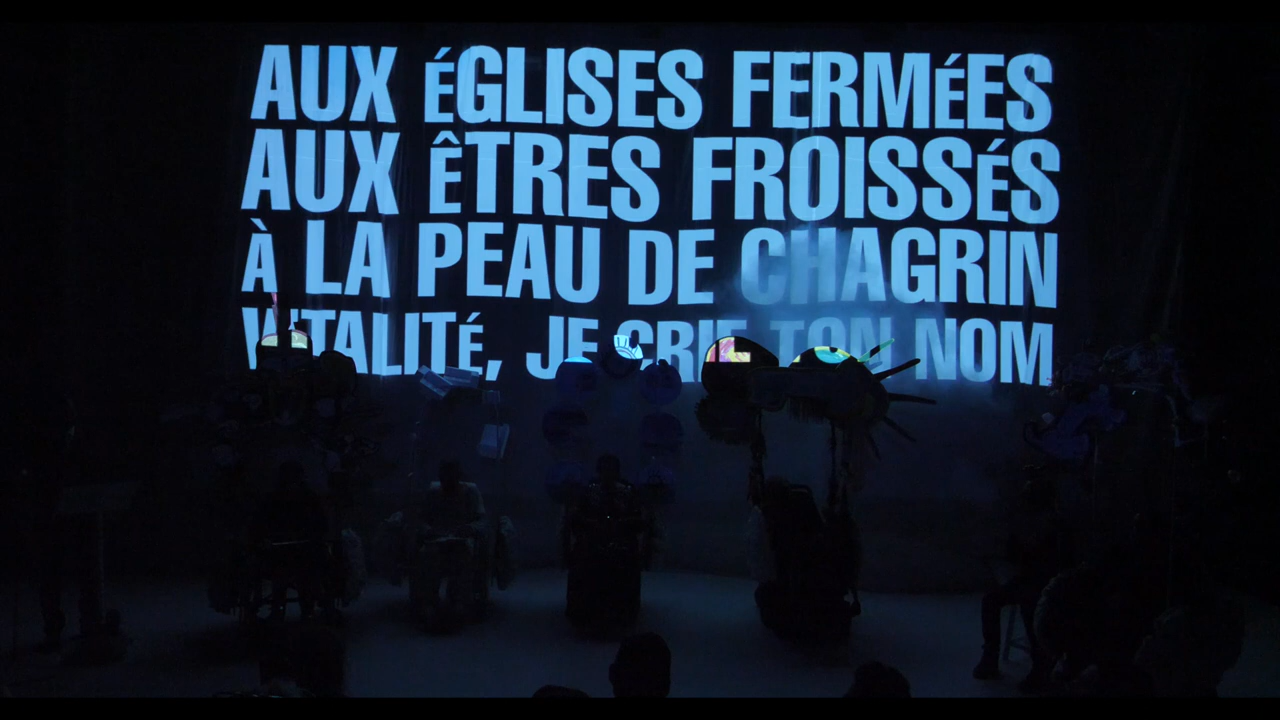 AUX ÉGLISES FERMÉES
AUX ÊTRES FROISSÉS
À LA PEAU DE CHAGRIN
VITALITÉ, JE CRIE TON NOM